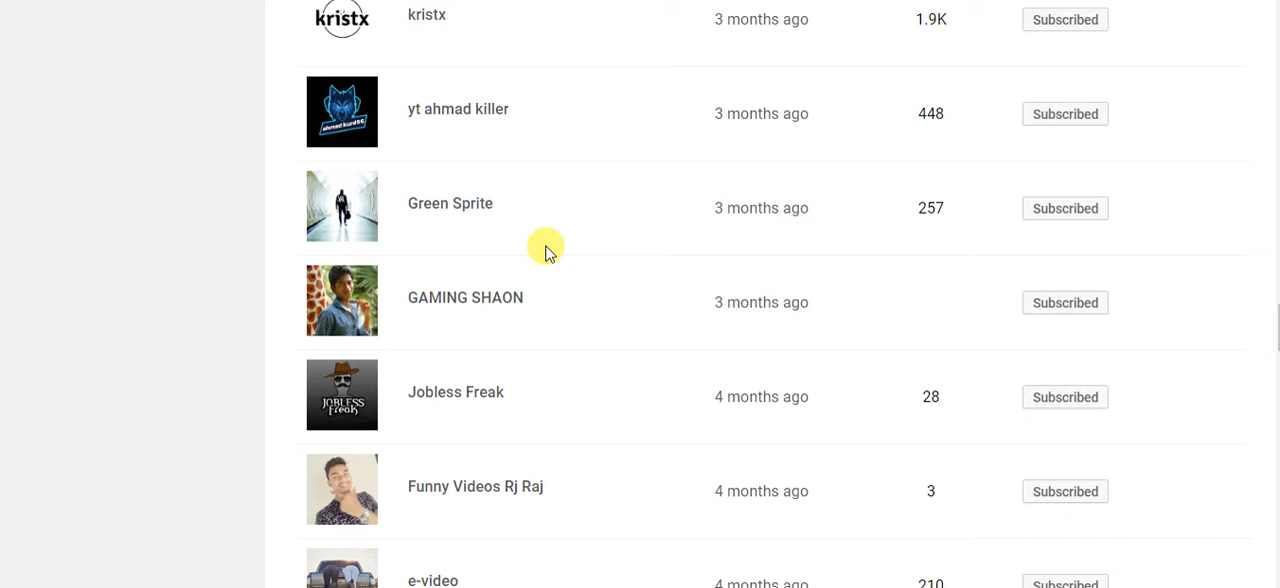 kristx
kristx
3 months ago
1.9K
Subscribed
yt ahmad killer
3 months ago
448
Subscribed
Green Sprite
3 months ago
257
Subscribed
GAMING SHAON
3 months ago
Subscribed
JOBLESS
freak
Jobless Freak
4 months ago
28
Subscribed
Funny Videos Rj Raj
4 months ago
3
Subscribed
e-video
4 months ago
210
Subscribed